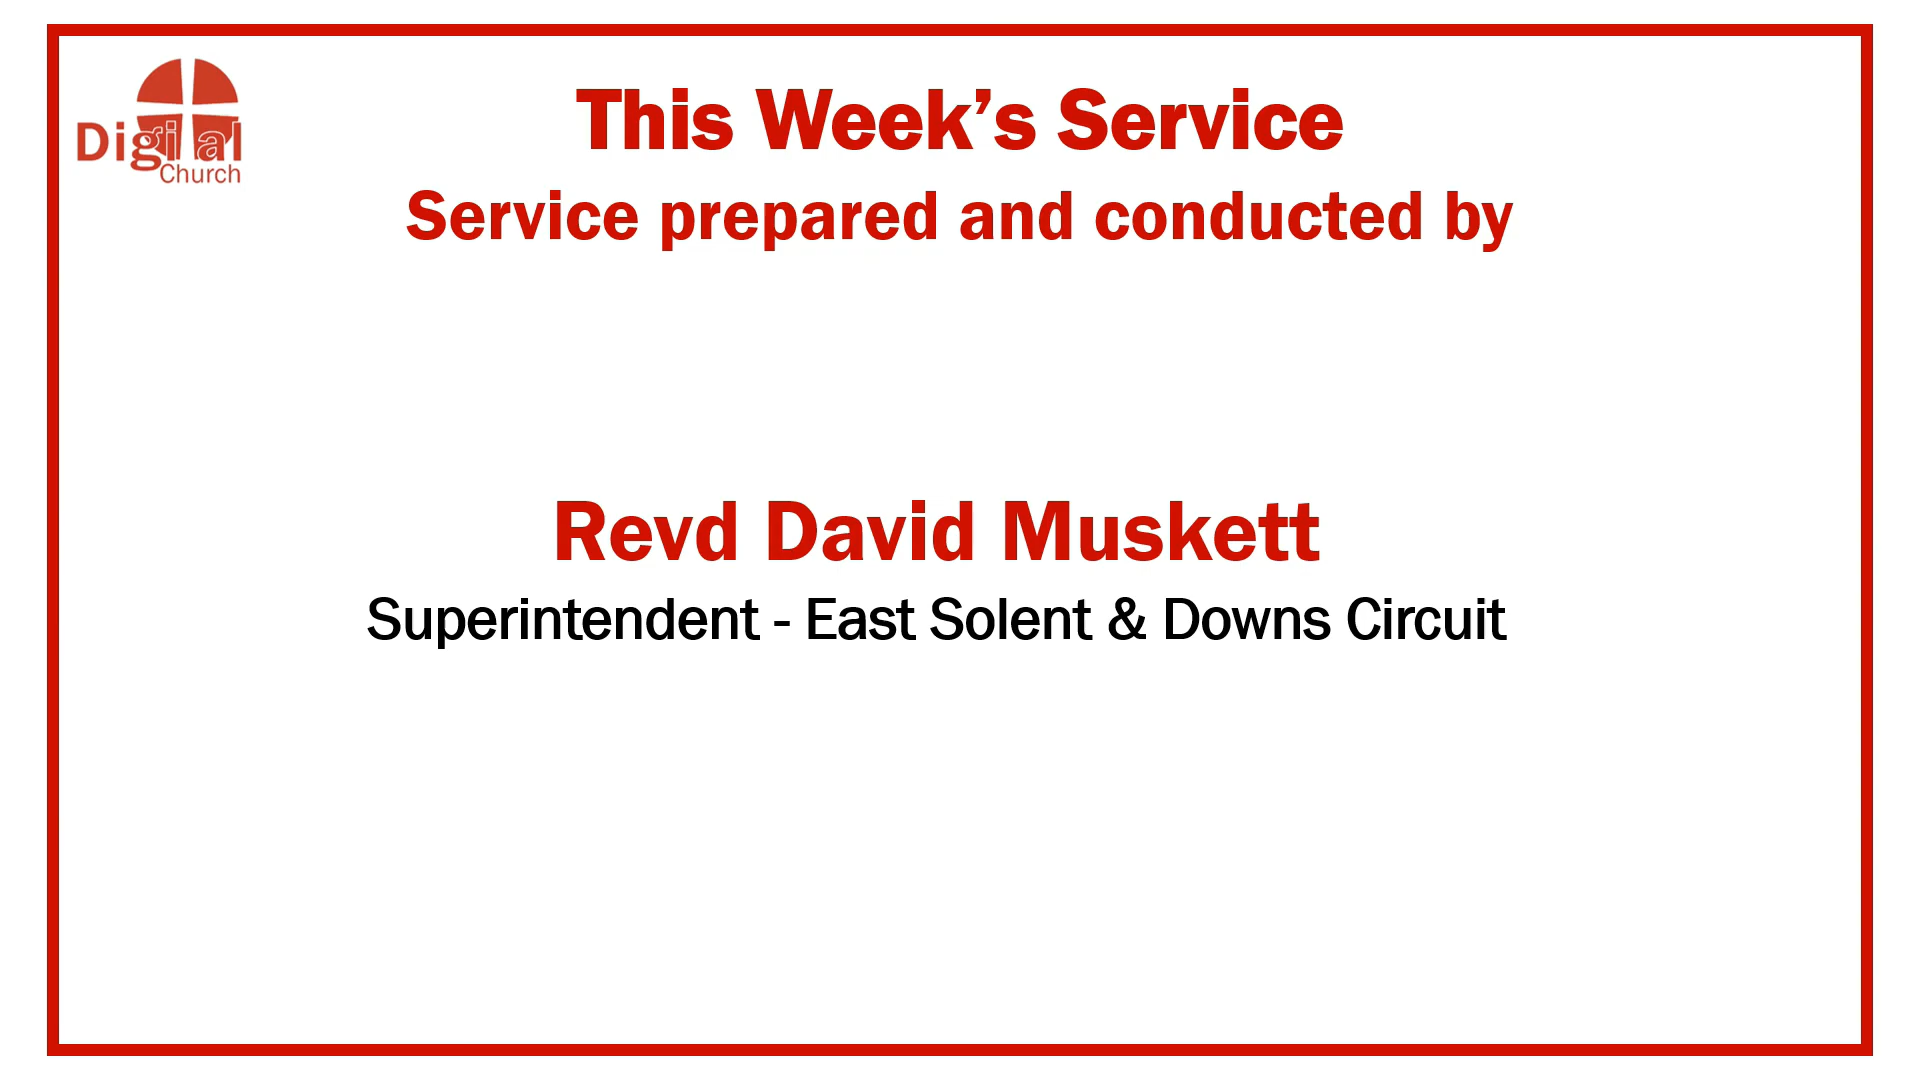 Digital
Church
This Week’s Service
Service prepared and conducted by
Revd David Muskett
Superintendent - East Solent & Downs Circuit